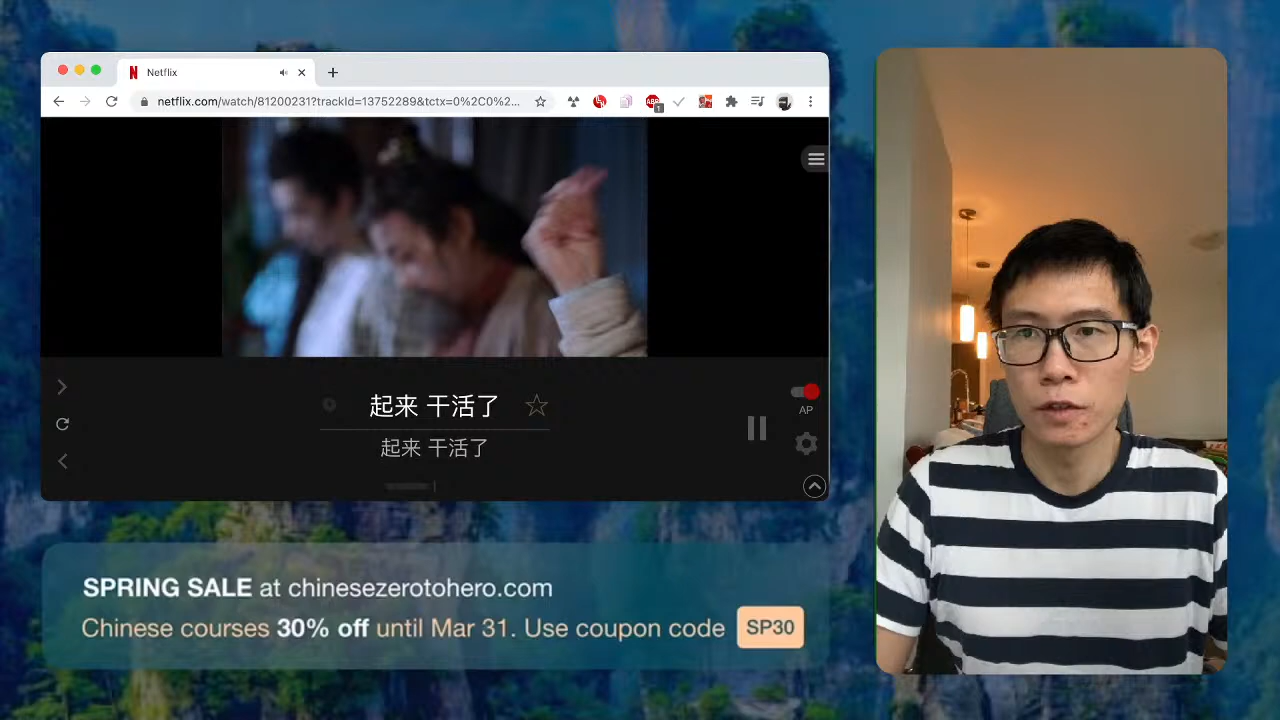 Netflix
netflix.com/watch/81200231?trackId=13752289&tctx=0%2C0%2...
ABP
1
起来 干活了
起来 干活了
AP
SPRING SALE at chinesezerotohero.com
Chinese courses 30% off until Mar 31. Use coupon code SP30